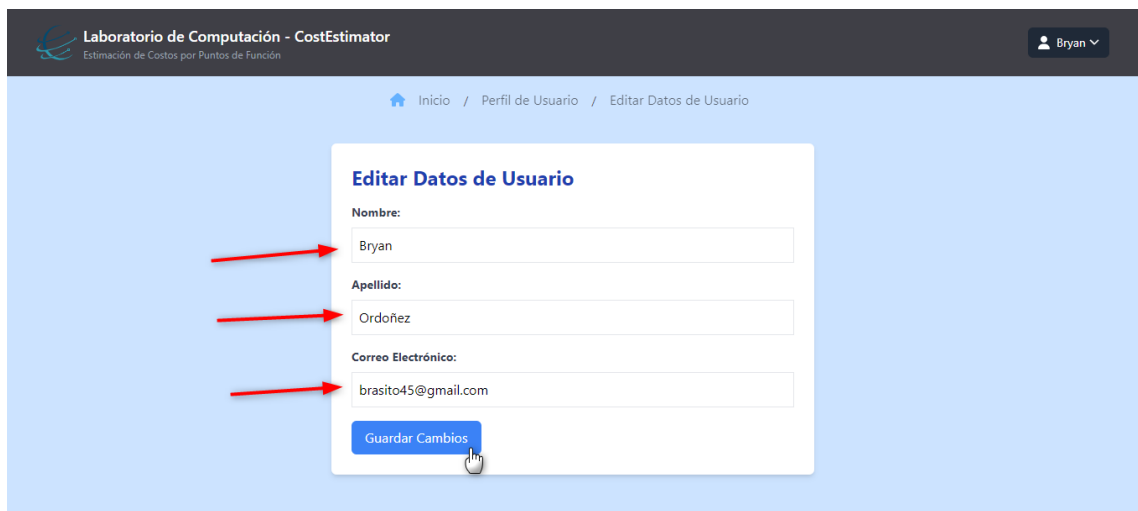 Laboratorio de Computación - CostEstimator
Estimación de Costos por Puntos de Función
Bryan
Inicio / Perfil de Usuario / Editar Datos de Usuario
Editar Datos de Usuario
Nombre:
Bryan
Apellido:
Ordoñez
Correo Electrónico:
brasito45@gmail.com
Guardar Cambios